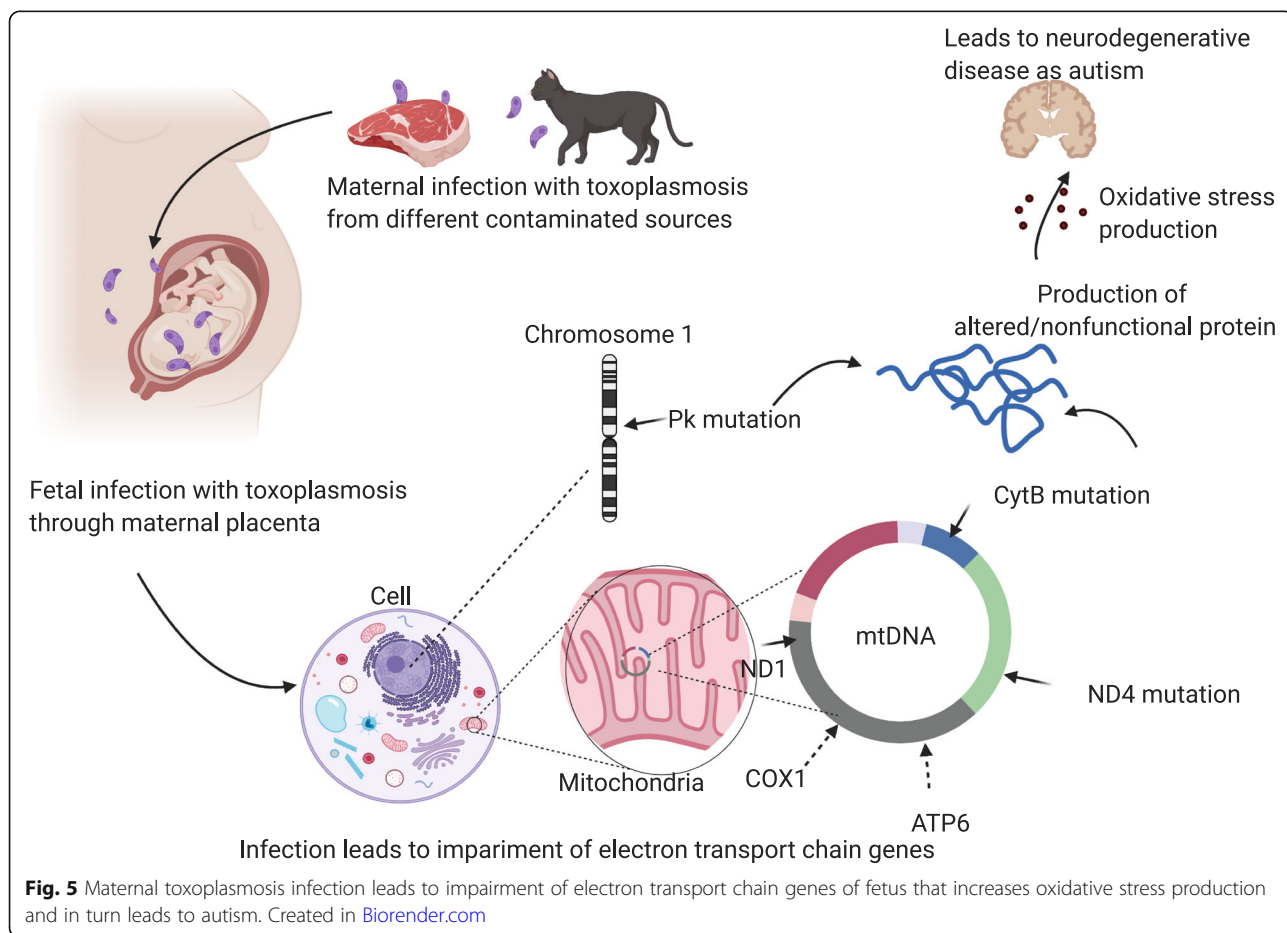 Leads to neurodegenerative
disease as autism
Maternal infection with toxoplasmosis
from different contaminated sources
Oxidative stress
production
Production of
altered/nonfunctional protein
Chromosome 1
Pk mutation
Fetal infection with toxoplasmosis
through maternal placenta
CytB mutation
Cell
mtDNA
ND1
ND4 mutation
Mitochondria
COX1
ATP6
Infection leads to impariment of electron transport chain genes
Fig. 5 Maternal toxoplasmosis infection leads to impairment of electron transport chain genes of fetus that increases oxidative stress production
and in turn leads to autism. Created in Biorender.com